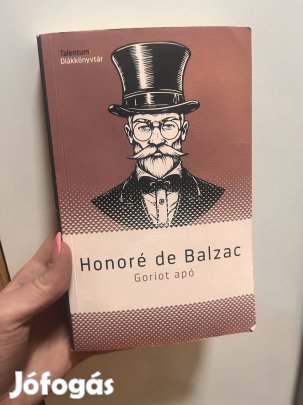 Talentum
Diákkönyvtár
Honoré de Balzac
Goriot apó
Jófogás